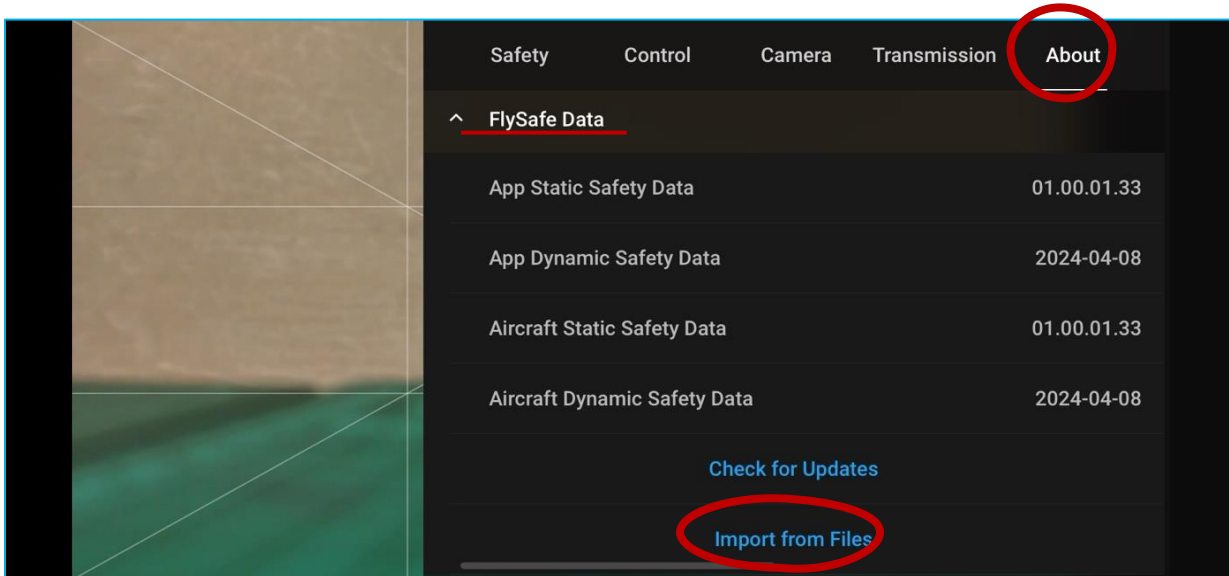 Safety Control Camera Transmission About
FlySafe Data
App Static Safety Data 01.00.01.33
App Dynamic Safety Data 2024-04-08
Aircraft Static Safety Data 01.00.01.33
Aircraft Dynamic Safety Data 2024-04-08
Check for Updates
Import from Files